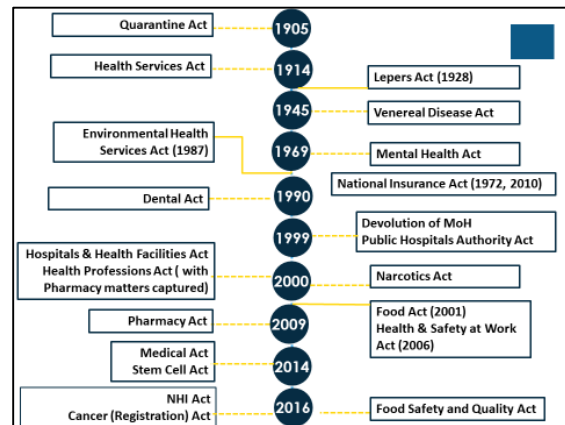 Quarantine Act
1905
Health Services Act
1914
Lepers Act (1928)
1945
Venereal Disease Act
Environmental Health
Services Act (1987)
1969
Mental Health Act
National Insurance Act (1972, 2010)
Dental Act
1990
1999
Devolution of MoH
Public Hospitals Authority Act
Hospitals & Health Facilities Act
Health Professions Act ( with
Pharmacy matters captured)
2000
Narcotics Act
Food Act (2001)
Health & Safety at Work
Act (2006)
Pharmacy Act
2009
Medical Act
Stem Cell Act
2014
NHI Act
Cancer (Registration) Act
2016
Food Safety and Quality Act